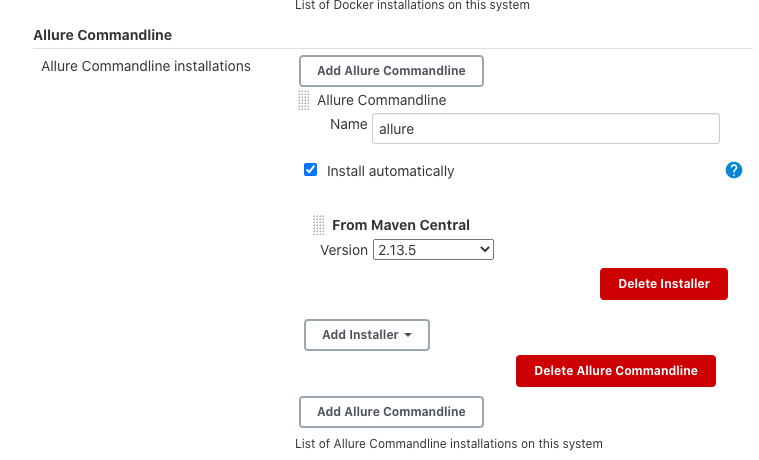 List of Docker installations on this system
Allure Commandline
Allure Commandline installations
Add Allure Commandline
Allure Commandline
Name allure
Install automatically
?
From Maven Central
Version 2.13.5
Delete Installer
Add Installer
Delete Allure Commandline
Add Allure Commandline
List of Allure Commandline installations on this system